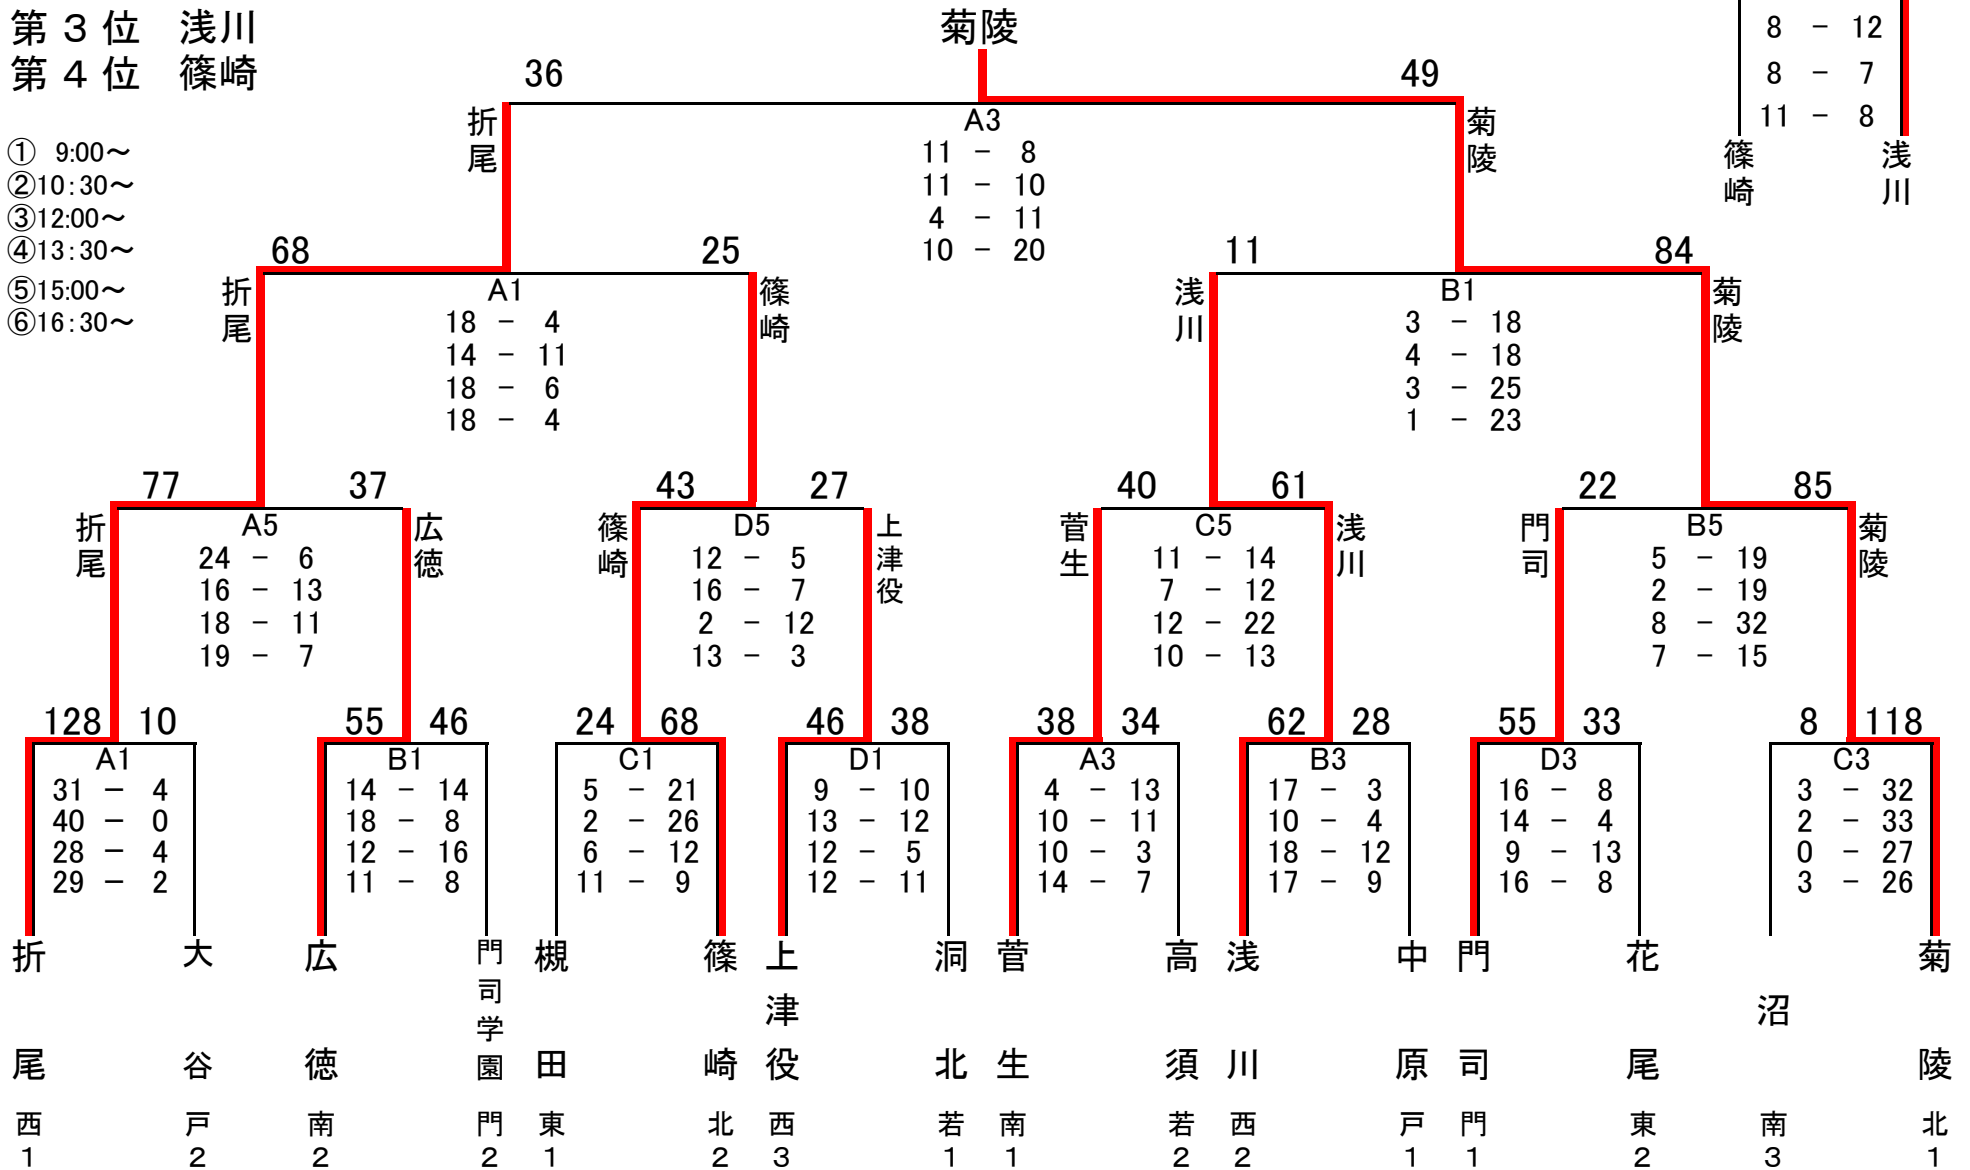 第３位　浅川
第４位　篠崎
菊陵
8 － 12
8 － 7
11 － 8
篠崎
浅川
① 9:00～
②10:30～
③12:00～
④13:30～
⑤15:00～
⑥16:30～
36
49
折尾
菊陵
A3
11 － 8
11 － 10
4 － 11
10 － 20
68
25
折尾
篠崎
A1
18 － 4
14 － 11
18 － 6
18 － 4
11
84
浅川
菊陵
B1
3 － 18
4 － 18
3 － 25
1 － 23
77
37
折尾
広徳
A5
24 － 6
16 － 13
18 － 11
19 － 7
43
27
篠崎
上津役
D5
12 － 5
16 － 7
2 － 12
13 － 3
40
61
菅生
浅川
C5
11 － 14
7 － 12
12 － 22
10 － 13
22
85
門司
菊陵
B5
5 － 19
2 － 19
8 － 32
7 － 15
128
10
A1
31 － 4
40 － 0
28 － 4
29 － 2
55
46
B1
14 － 14
18 － 8
12 － 16
11 － 8
24
68
C1
5 － 21
2 － 26
6 － 12
11 － 9
46
38
D1
9 － 10
13 － 12
12 － 5
12 － 11
38
34
A3
4 － 13
10 － 11
10 － 3
14 － 7
62
28
B3
17 － 3
10 － 4
18 － 12
17 － 9
55
33
D3
16 － 8
14 － 4
9 － 13
16 － 8
8
118
C3
3 － 32
2 － 33
0 － 27
3 － 26
折尾
西1
大谷
戸2
広徳
南2
門司学園
門2
槻田
東1
篠崎
北2
上津役
西3
洞北
若1
菅生
南1
高須
若2
浅川
西2
中原
戸1
門司
門1
花尾
東2
沼
南3
菊陵
北1